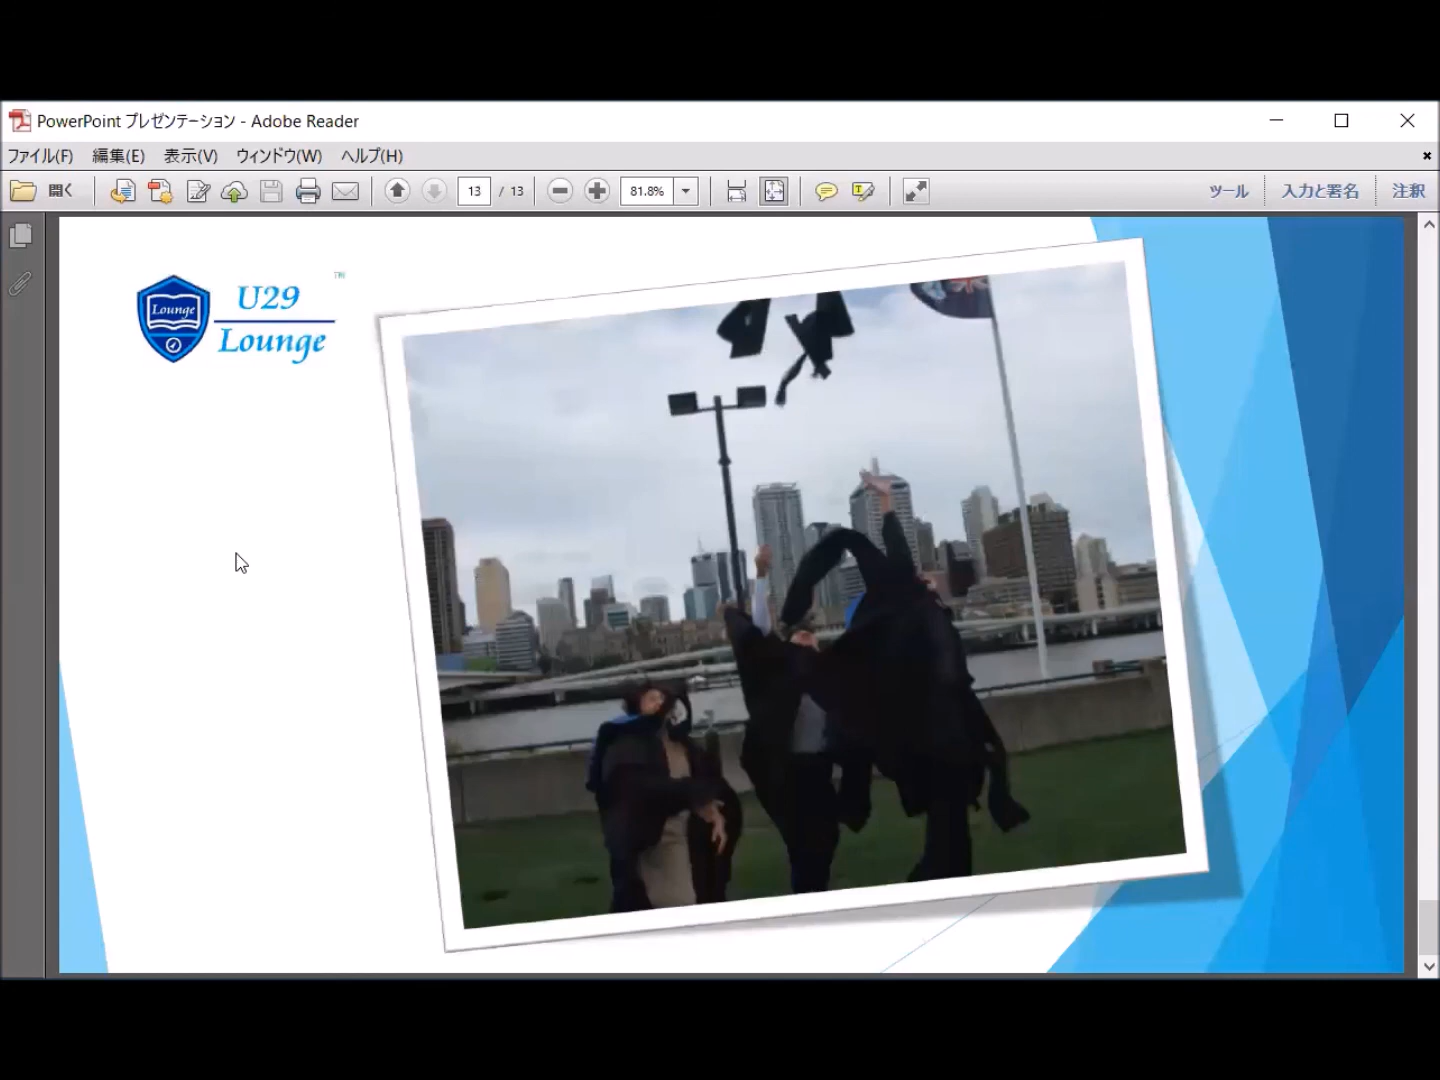 PowerPoint プレゼンテーション - Adobe Reader
ファイル(F) 編集(E) 表示(V) ウィンドウ(W) ヘルプ(H)
開く 13 / 13 81.8% ツール 入力と署名 注釈
TM
U29
Lounge
Lounge